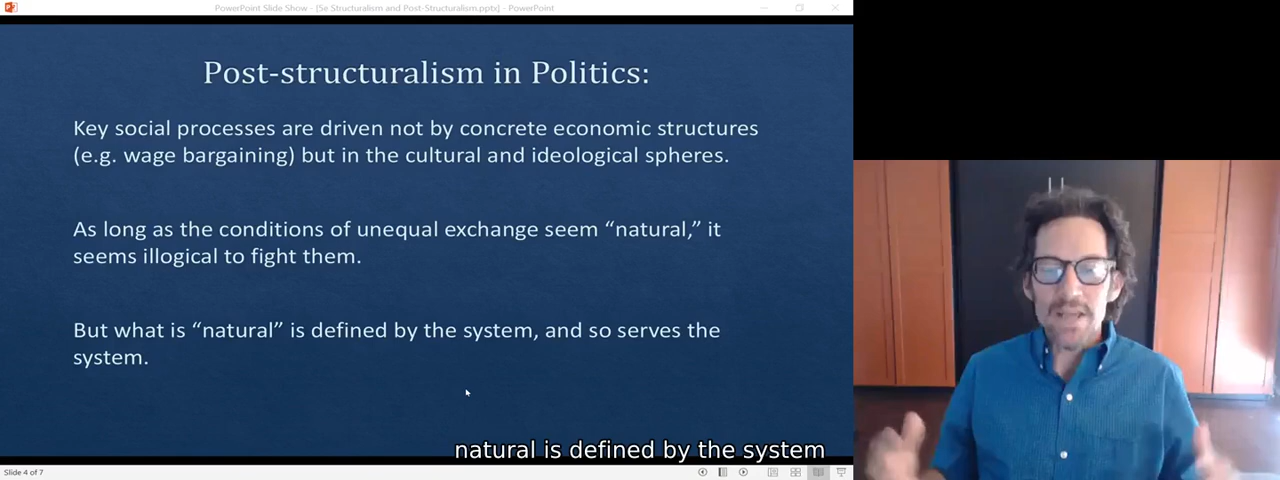 PowerPoint Slide Show - [5e Structuralism and Post-Structuralism.pptx] - PowerPoint
Post-structuralism in Politics:
Key social processes are driven not by concrete economic structures
(e.g. wage bargaining) but in the cultural and ideological spheres.
As long as the conditions of unequal exchange seem “natural,” it
seems illogical to fight them.
But what is “natural” is defined by the system, and so serves the
system.
natural is defined by the system
Slide 4 of 7